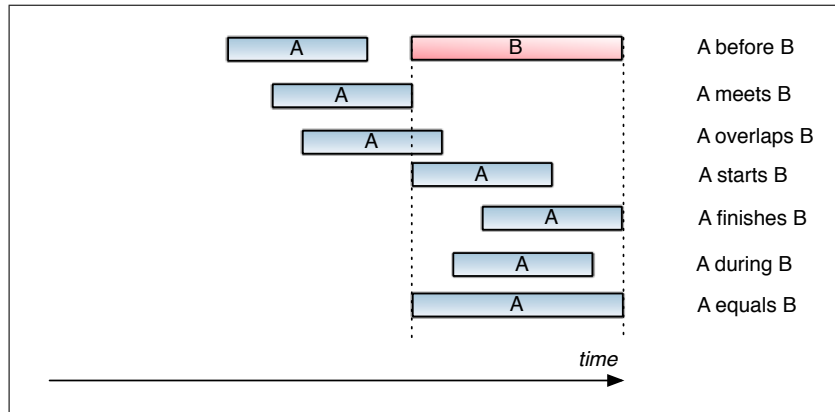 A B A before B
A A meets B
A A overlaps B
A A starts B
A A finishes B
A A during B
A A equals B
time